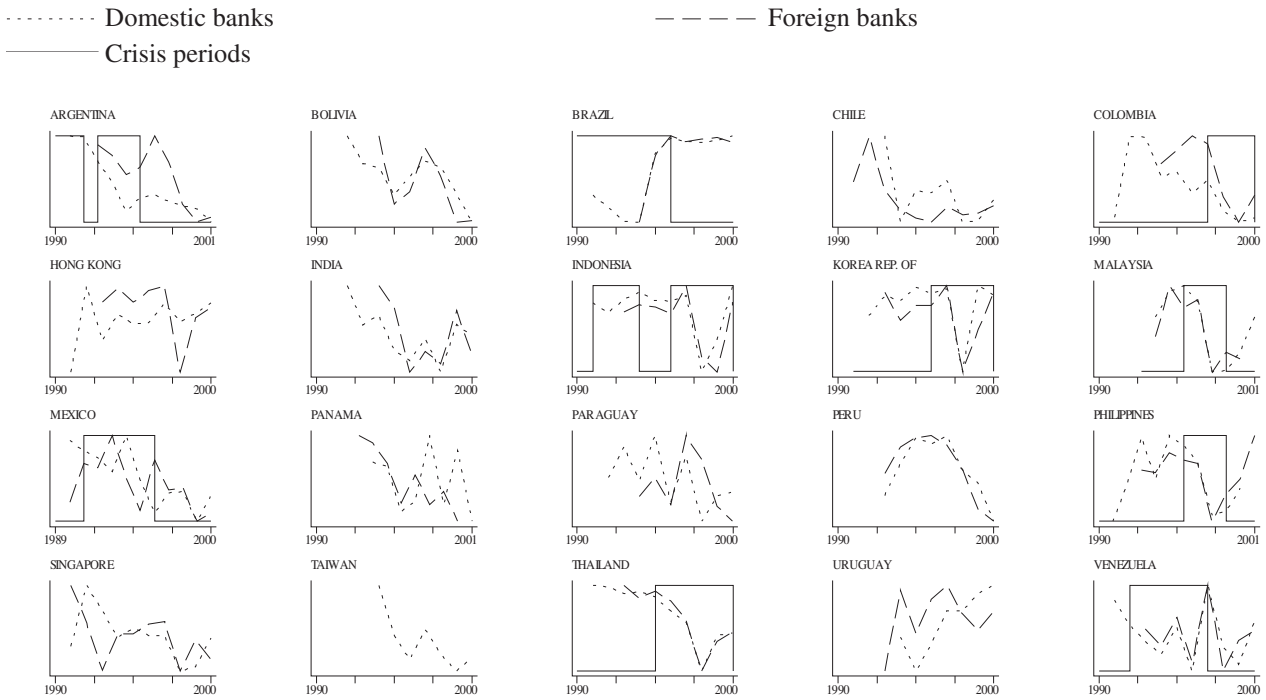 Domestic banks Foreign banks
Crisis periods
ARGENTINA BOLIVIA BRAZIL CHILE COLOMBIA
1990 2001 1990 2000 1990 2000 1990 2000 1990 2000
HONG KONG INDIA INDONESIA KOREA REP. OF MALAYSIA
1990 2000 1990 2000 1990 2000 1990 2000 1990 2001
MEXICO PANAMA PARAGUAY PERU PHILIPPINES
1989 2000 1990 2001 1990 2000 1990 2000 1990 2001
SINGAPORE TAIWAN THAILAND URUGUAY VENEZUELA
1990 2000 1990 2000 1990 2000 1990 2000 1990 2000